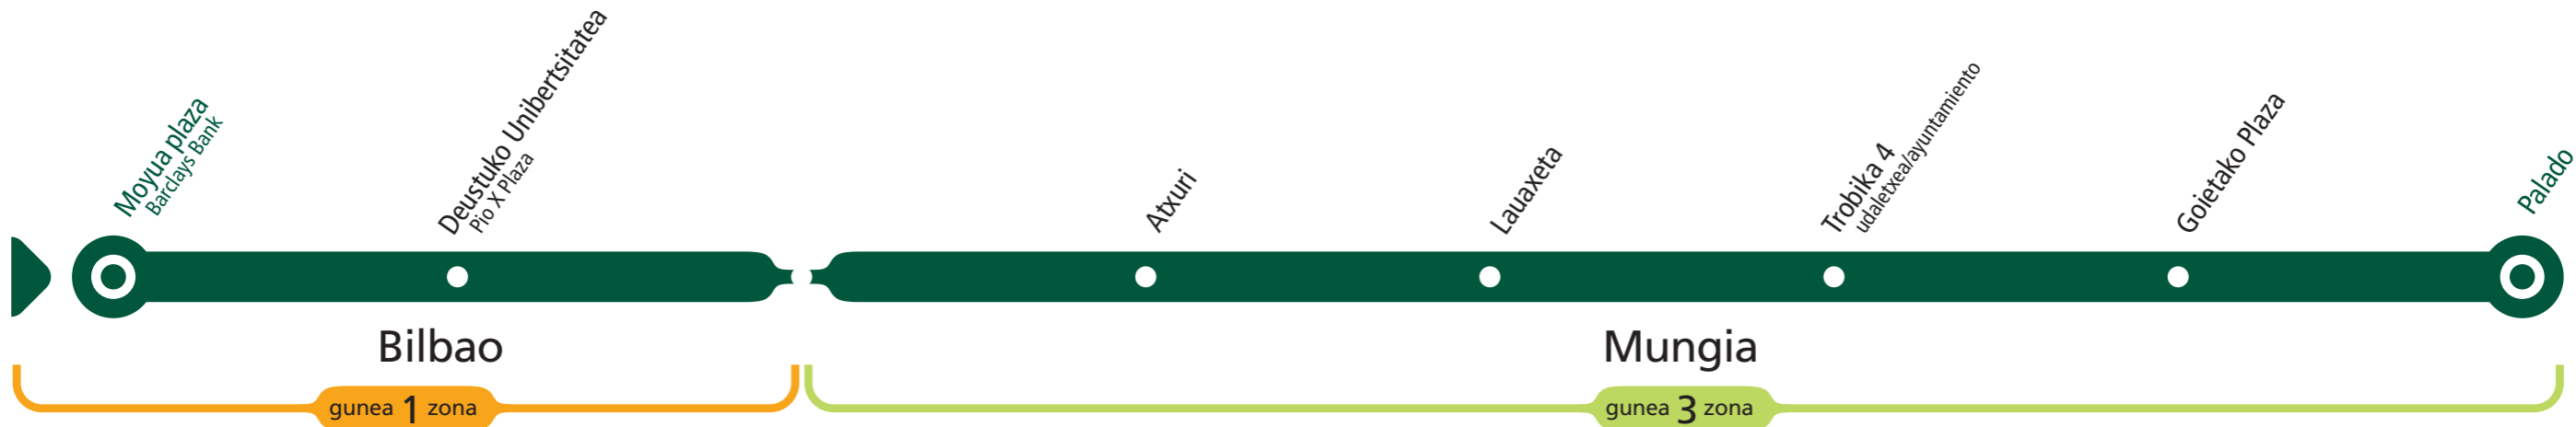 Moyua plaza
Barclays Bank
Deustuko Unibertsitatea
Pio X Plaza
Atxuri
Lauaxeta
Trobika 4
udaletxea/ayuntamiento
Goietako Plaza
Palado
Bilbao
Mungia
gunea 1 zona
gunea 3 zona